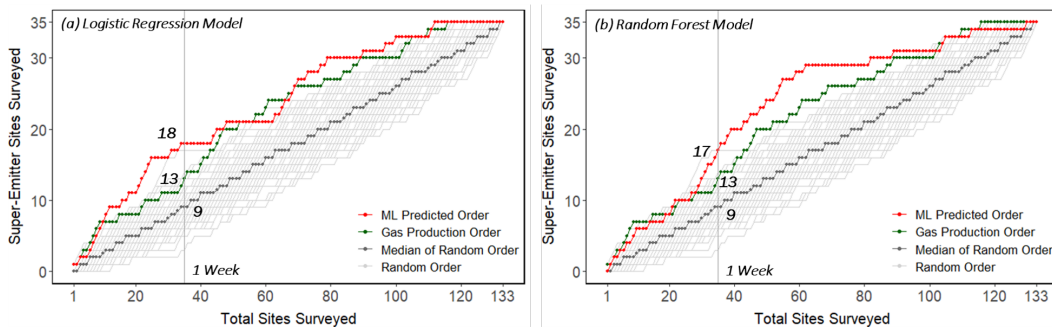 (a) Logistic Regression Model
Super-Emitter Sites Surveyed
35
30
20
10
0
18
13
9
ML Predicted Order
Gas Production Order
Median of Random Order
Random Order
1 Week
1 20 40 60 80 100 120 133
Total Sites Surveyed
(b) Random Forest Model
Super-Emitter Sites Surveyed
35
30
20
10
0
17
13
9
ML Predicted Order
Gas Production Order
Median of Random Order
Random Order
1 Week
1 20 40 60 80 100 120 133
Total Sites Surveyed